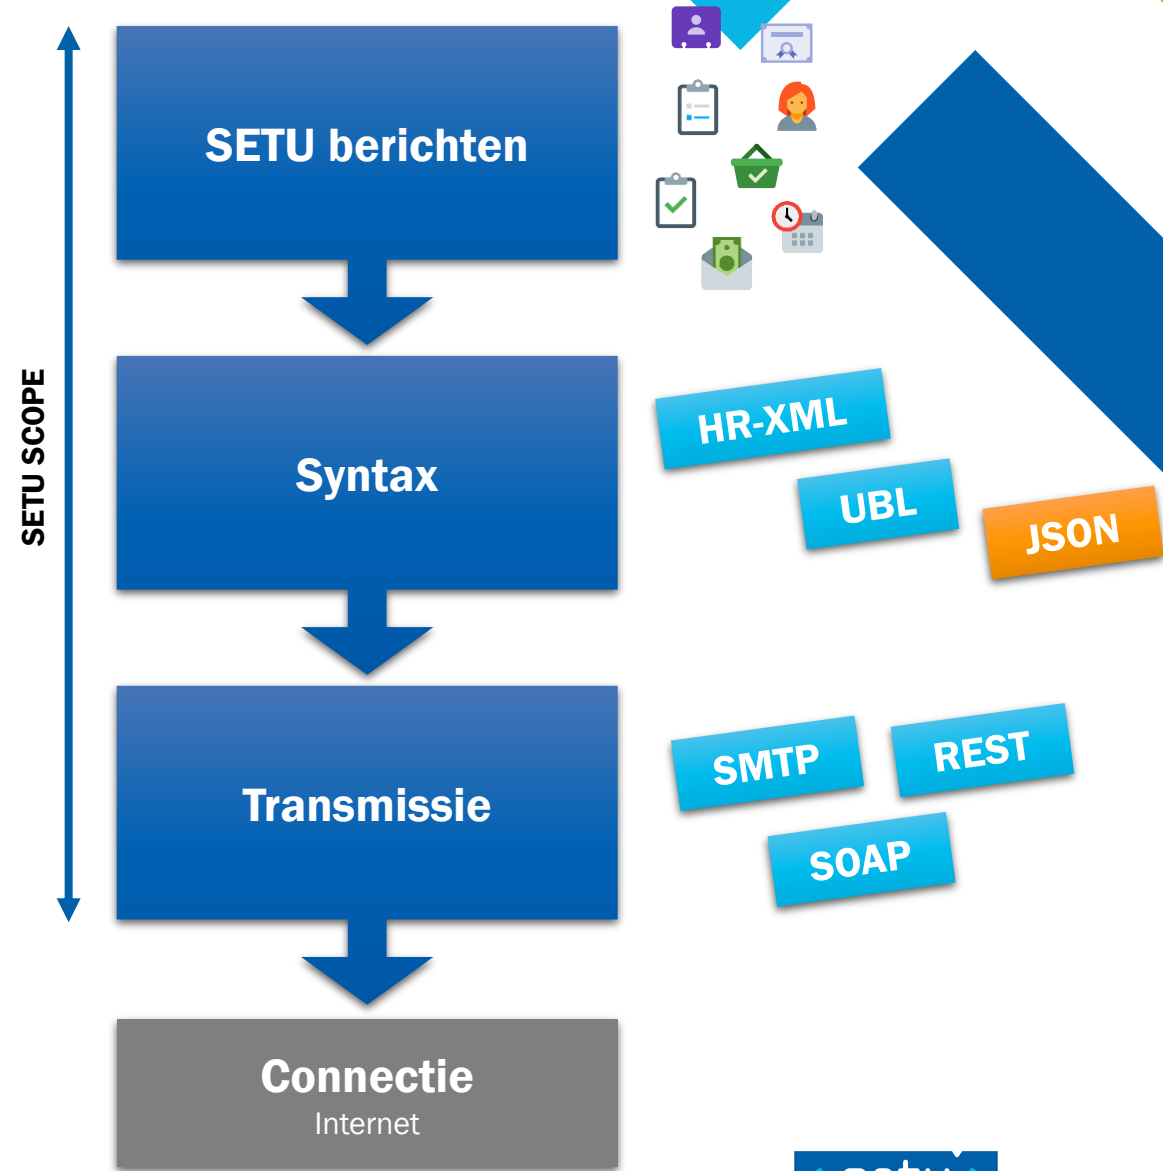 SETU berichten
SETU SCOPE
Syntax
HR-XML
UBL
JSON
Transmissie
SMTP
REST
SOAP
Connectie
Internet